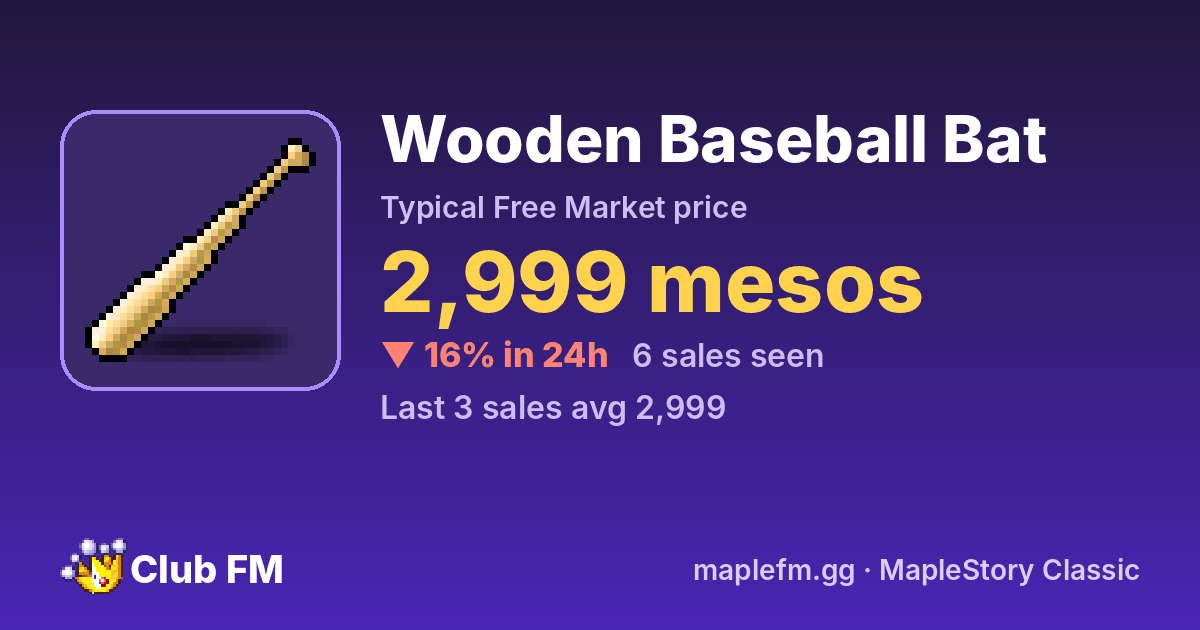 Wooden Baseball Bat
Typical Free Market price
2,999 mesos
▼ 16% in 24h 6 sales seen
Last 3 sales avg 2,999
Club FM
maplefm.gg · MapleStory Classic